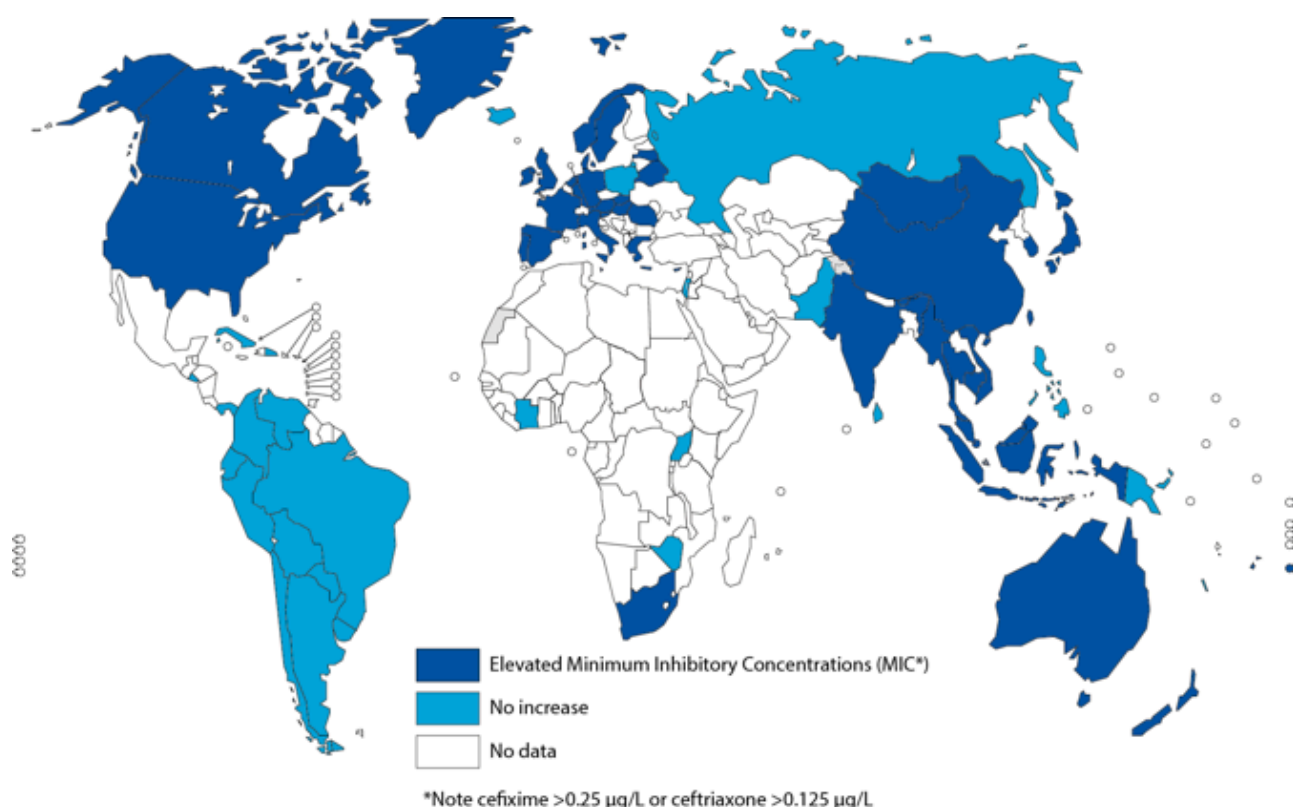 Elevated Minimum Inhibitory Concentrations (MIC*)
No increase
No data
*Note cefixime >0.25 µg/L or ceftriaxone >0.125 µg/L